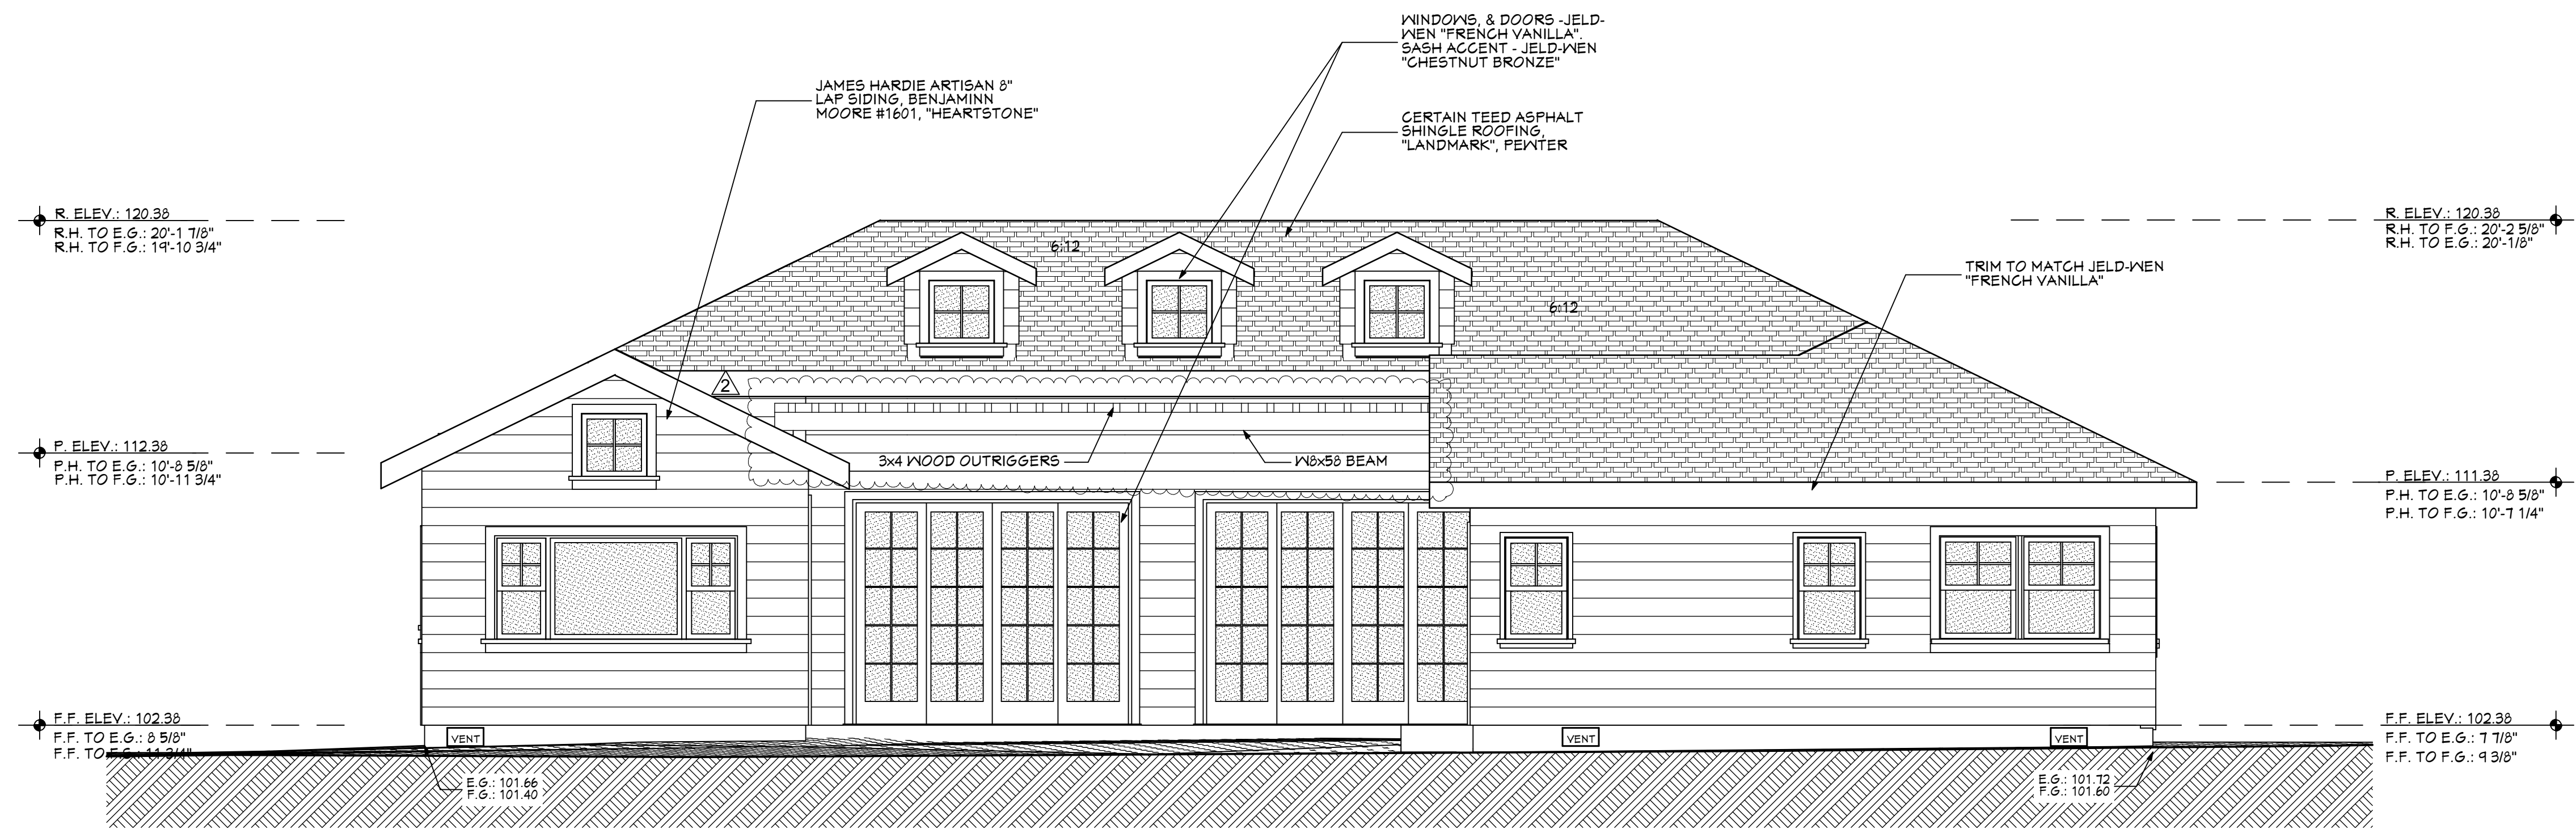 WINDOWS, & DOORS -JELD-
WEN "FRENCH VANILLA".
SASH ACCENT - JELD-WEN
"CHESTNUT BRONZE"
JAMES HARDIE ARTISAN 8"
LAP SIDING, BENJAMINN
MOORE #1601, "HEARTSTONE"
CERTAIN TEED ASPHALT
SHINGLE ROOFING,
"LANDMARK", PEWTER
R. ELEV.: 120.38
R.H. TO E.G.: 20'-1 7/8"
R.H. TO F.G.: 19'-10 3/4"
R. ELEV.: 120.38
R.H. TO F.G.: 20'-2 5/8"
R.H. TO E.G.: 20'-1/8"
6:12
TRIM TO MATCH JELD-WEN
"FRENCH VANILLA"
6:12
2
P. ELEV.: 112.38
P.H. TO E.G.: 10'-8 5/8"
P.H. TO F.G.: 10'-11 3/4"
3x4 WOOD OUTRIGGERS
W8x58 BEAM
P. ELEV.: 111.38
P.H. TO E.G.: 10'-8 5/8"
P.H. TO F.G.: 10'-7 1/4"
F.F. ELEV.: 102.38
F.F. TO E.G.: 8 5/8"
F.F. TO F.G.: 11 3/4"
VENT
VENT
VENT
F.F. ELEV.: 102.38
F.F. TO E.G.: 7 7/8"
F.F. TO F.G.: 9 3/8"
E.G.: 101.66
F.G.: 101.40
E.G.: 101.72
F.G.: 101.60